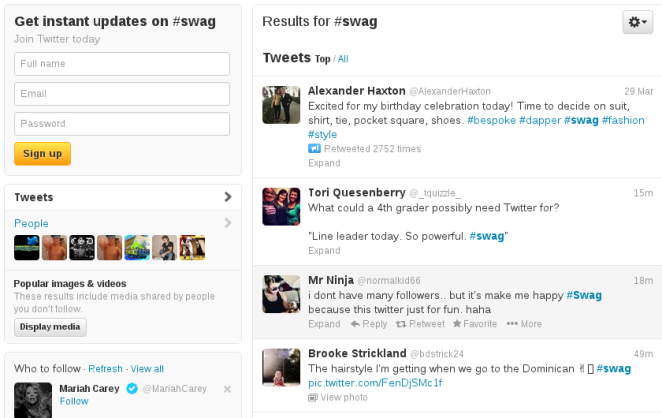 Get instant updates on #swag
Join Twitter today
Full name
Email
Password
Sign up
Tweets
People
Popular images & videos
These results include media shared by people
you don't follow.
Display media
Who to follow · Refresh · View all
Mariah Carey @MariahCarey ×
Follow
Results for #swag
Tweets Top / All
Alexander Haxton @AlexanderHaxton 29 Mar
Excited for my birthday celebration today! Time to decide on suit,
shirt, tie, pocket square, shoes. #bespoke #dapper #swag #fashion
#style
Retweeted 2752 times
Expand
Tori Quesenberry @_tquizzle_ 15m
What could a 4th grader possibly need Twitter for?
"Line leader today. So powerful. #swag"
Expand
Mr Ninja @normalkid66 18m
i dont have many followers.. but it's make me happy #Swag
because this twitter just for fun. haha
Expand Reply Retweet Favorite ••• More
Brooke Strickland @bdstrick24 49m
The hairstyle I'm getting when we go to the Dominican ✌ #swag
pic.twitter.com/FenDjSMc1f
View photo